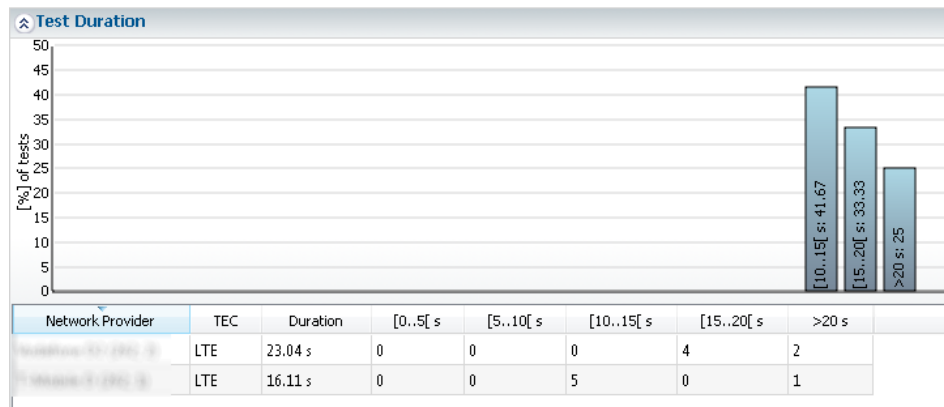 Test Duration
50
45
40
35
30
25
20
15
10
5
0
[%] of tests
[10..15[ s: 41.67
[15..20[ s: 33.33
>20 s: 25
Network Provider TEC Duration [0..5[ s [5..10[ s [10..15[ s [15..20[ s >20 s
LTE 23.04 s 0 0 0 4 2
LTE 16.11 s 0 0 5 0 1